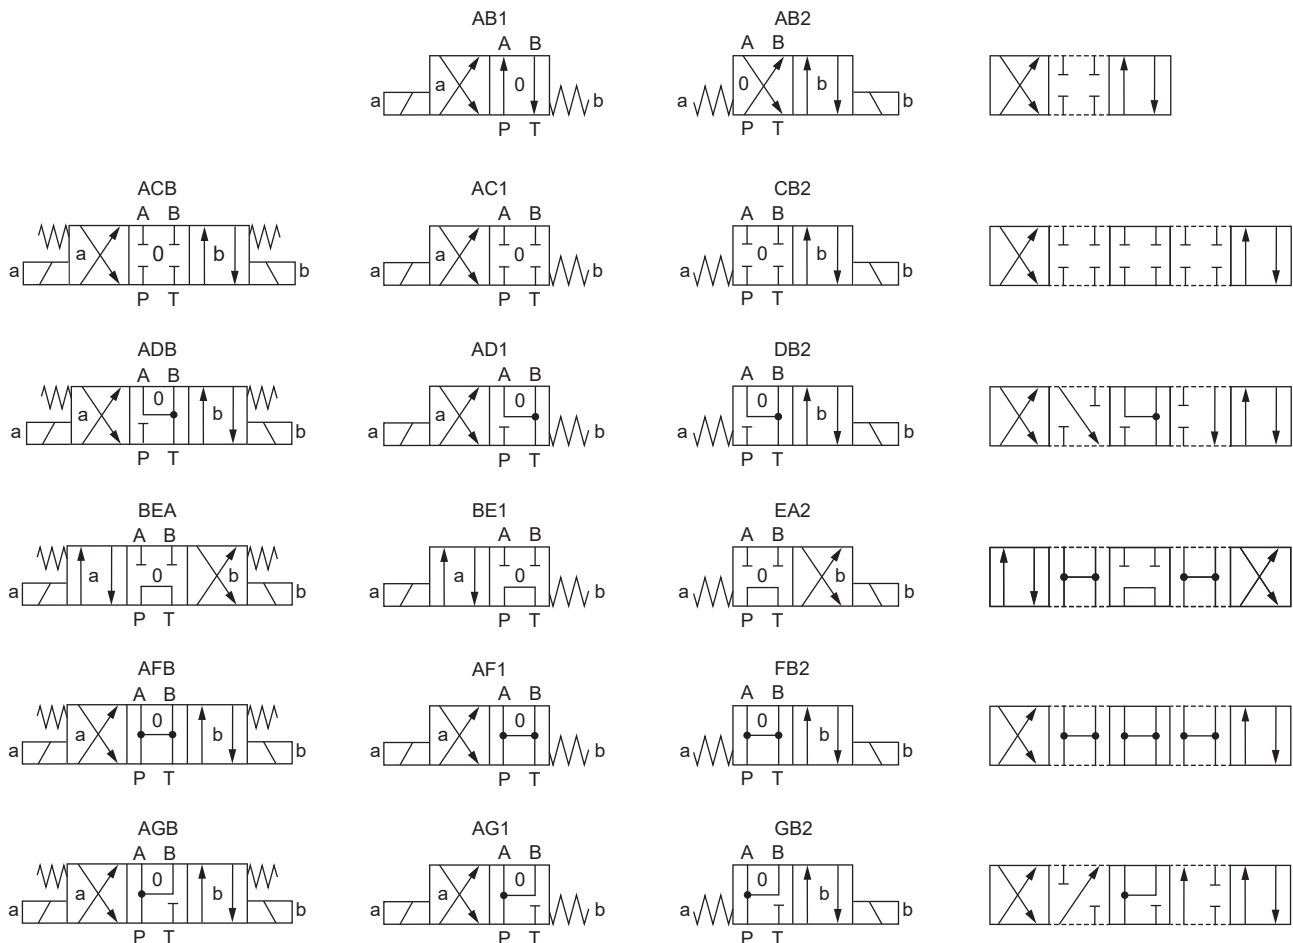 AB1 AB2
A B A B
a a 0 b a 0 b b
P T P T
ACB AC1 CB2
A B A B A B
a a 0 b b a a 0 b a 0 b b
P T P T P T
ADB AD1 DB2
A B A B A B
a a 0 b b a a 0 b a 0 b b
P T P T P T
BEA BE1 EA2
A B A B A B
a a 0 b b a a 0 b a 0 b b
P T P T P T
AFB AF1 FB2
A B A B A B
a a 0 b b a a 0 b a 0 b b
P T P T P T
AGB AG1 GB2
A B A B A B
a a 0 b b a a 0 b a 0 b b
P T P T P T